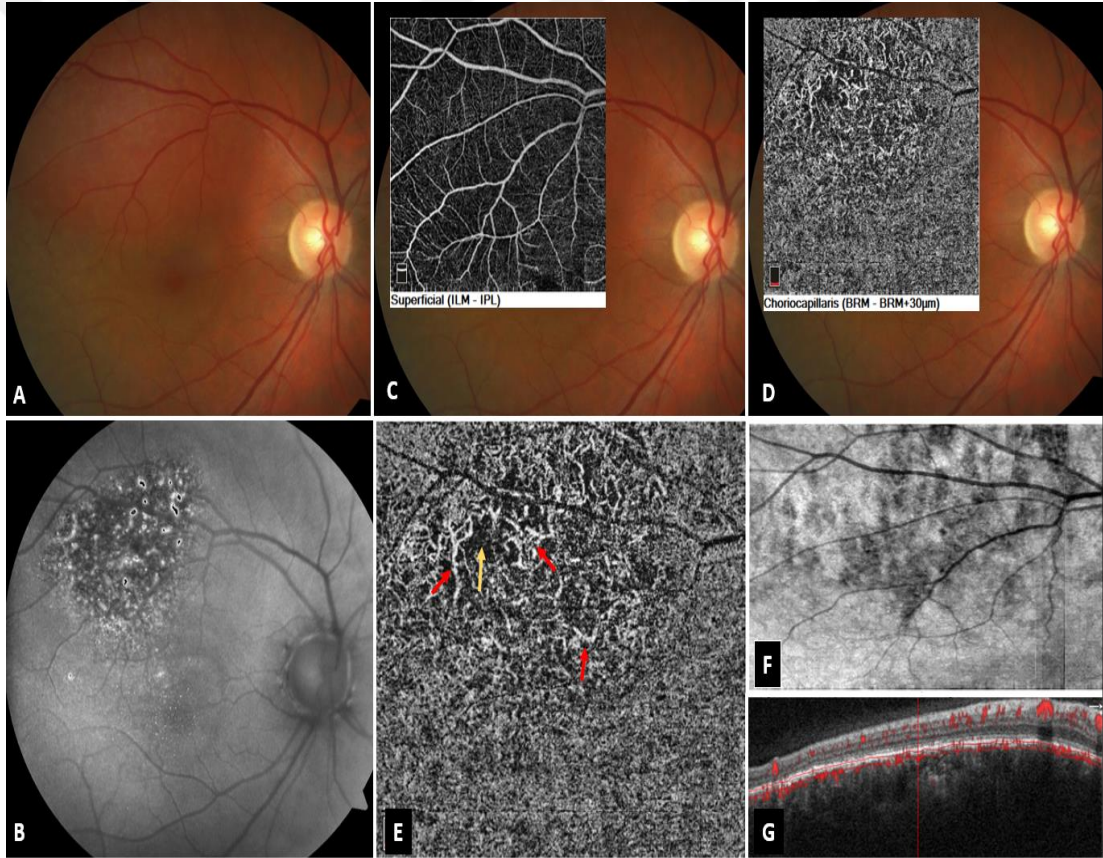 A
C
Superficial (ILM - IPL)
D
Choriocapillaris (BRM - BRM+30µm)
B
E
F
G